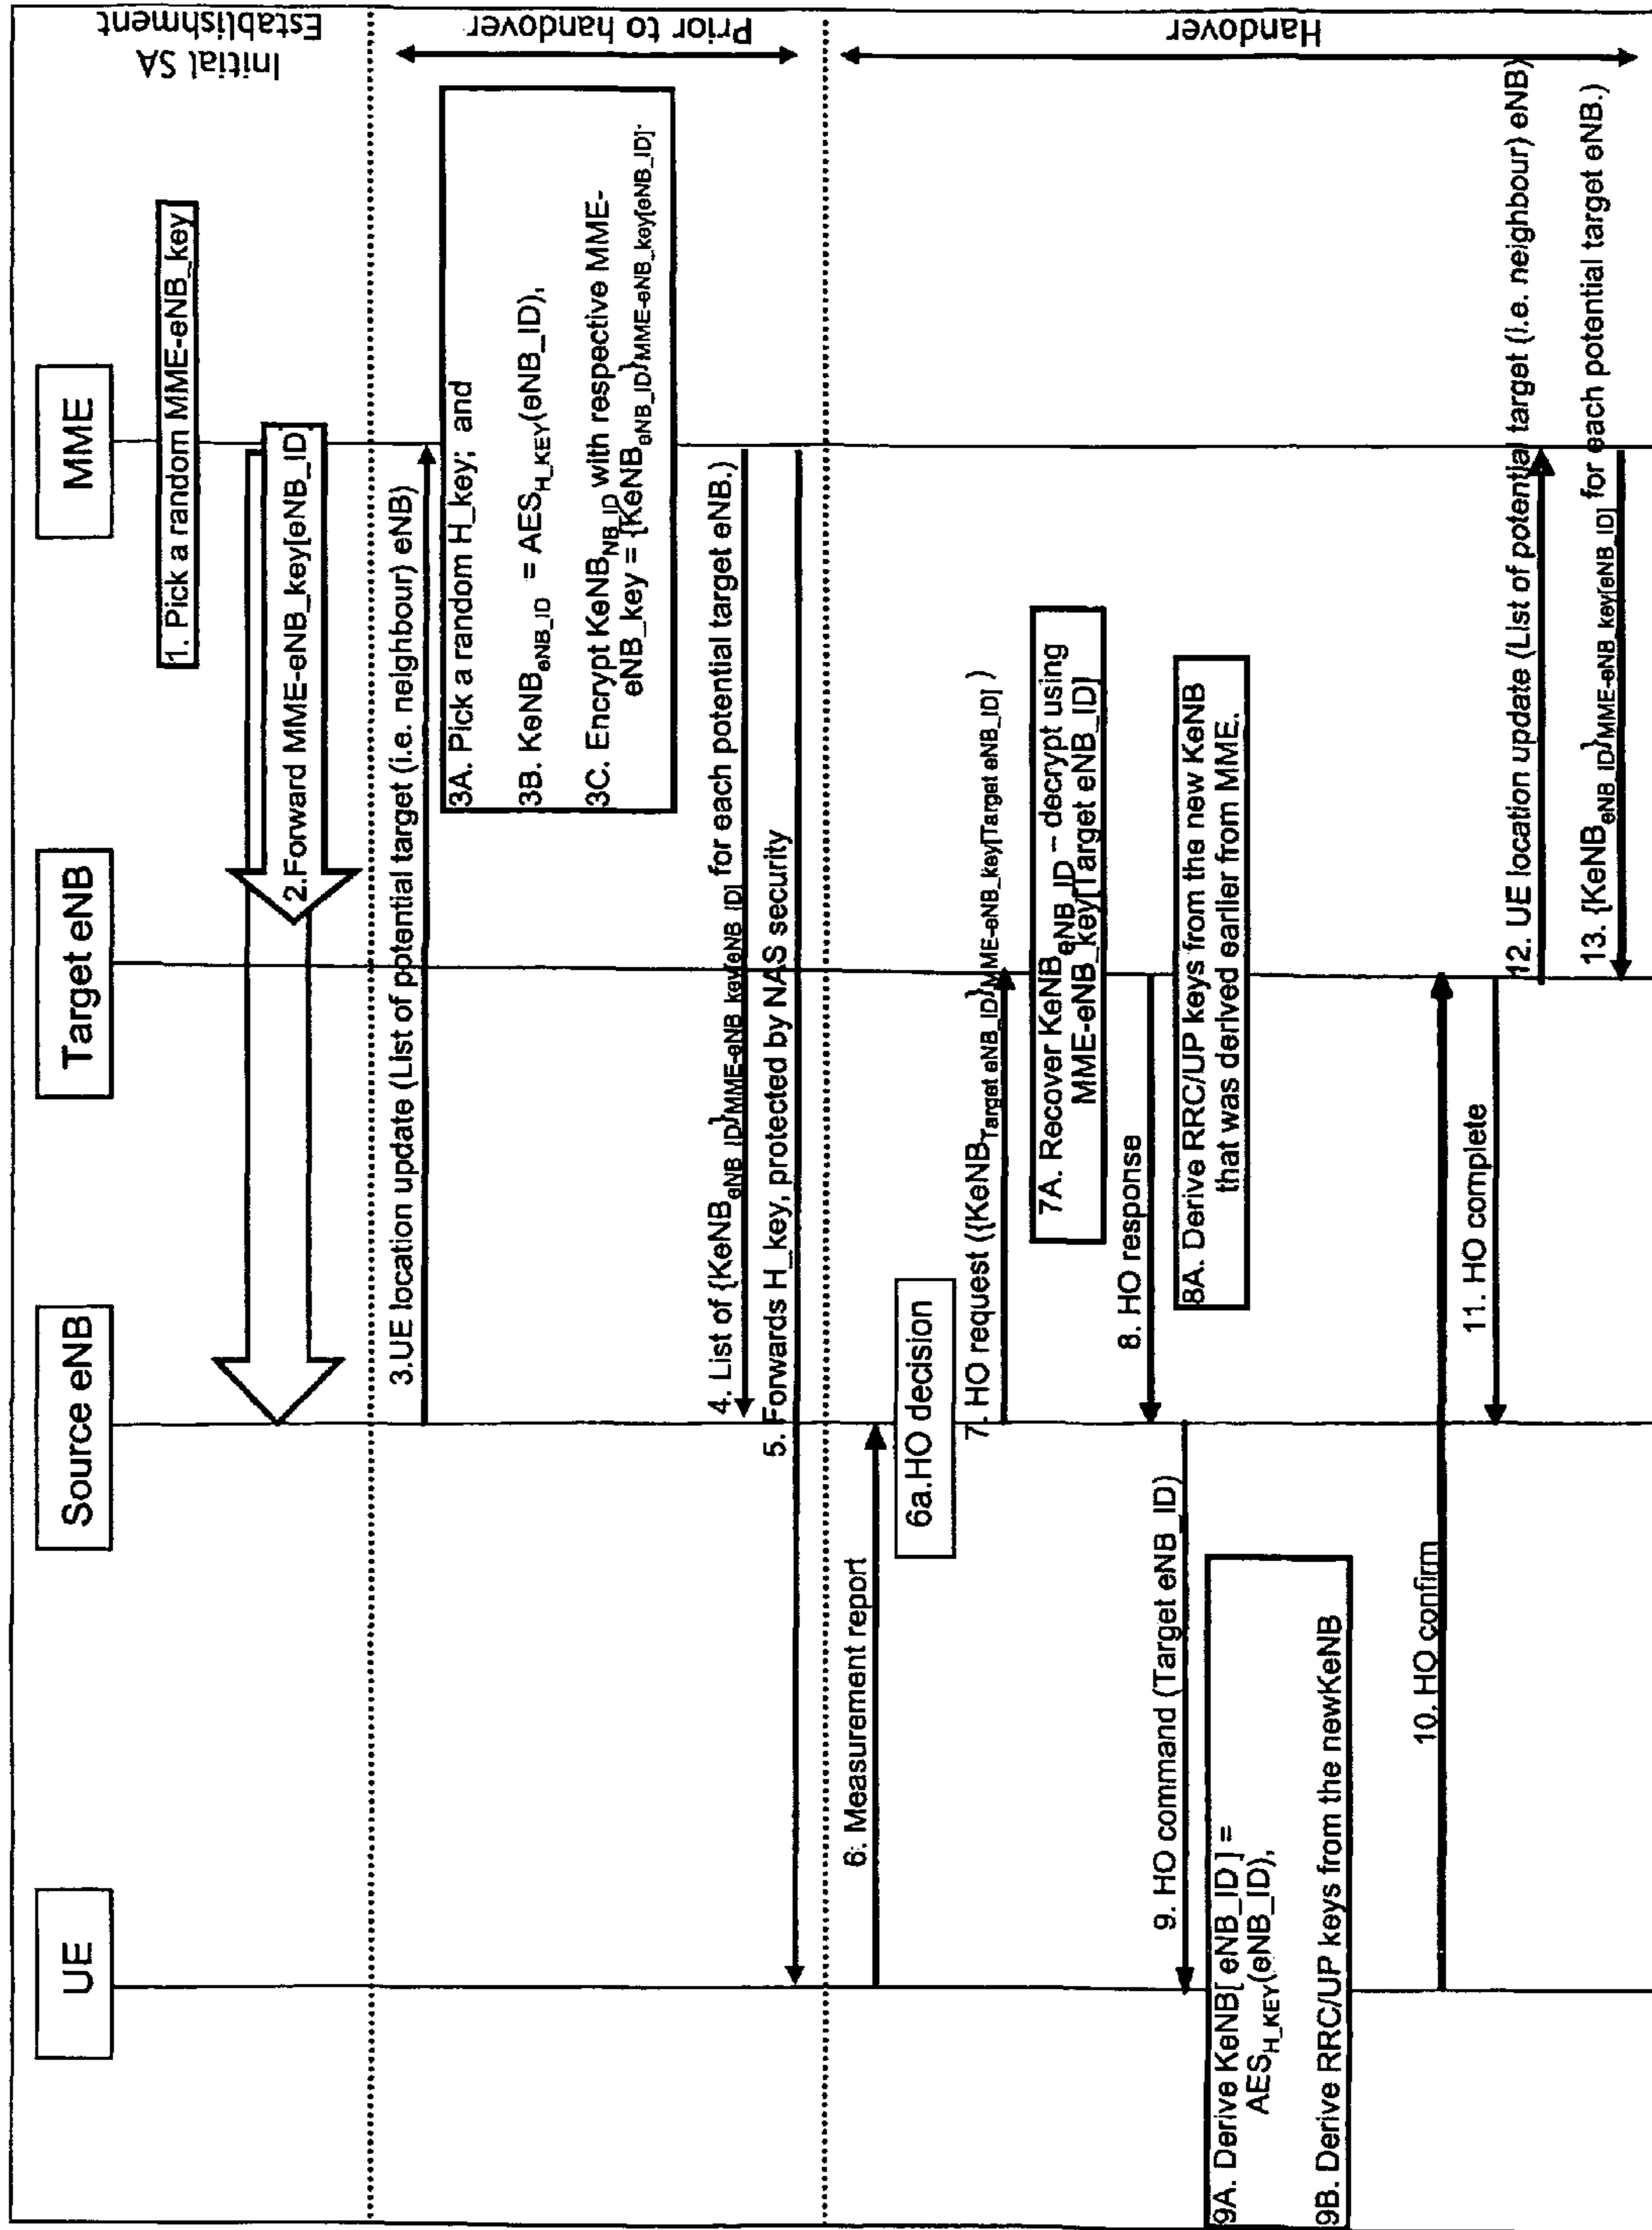 UE
Source eNB
Target eNB
MME
Initial SA
Establishment
1. Pick a random MME-eNB_key
2.Forward MME-eNB_key[eNB_ID]
Prior to handover
3.UE location update (List of potential target (i.e. neighbour) eNB)
3A. Pick a random H_key; and
3B. KeNB_eNB_ID = AES_H_KEY(eNB_ID),
3C. Encrypt KeNB_NB_ID with respective MME-
eNB_key = {KeNB_eNB_ID}MME-eNB_key[eNB_ID].
4. List of {KeNB_eNB_ID}MME-eNB_key[eNB_ID] for each potential target eNB.)
5. Forwards H_key, protected by NAS security
Handover
6. Measurement report
6a.HO decision
7. HO request ({KeNB_Target eNB_ID}MME-eNB_key[Target eNB_ID] )
7A. Recover KeNB_eNB_ID – decrypt using
MME-eNB_key[Target eNB_ID]
8. HO response
8A. Derive RRC/UP keys from the new KeNB
that was derived earlier from MME.
9. HO command (Target eNB_ID)
9A. Derive KeNB[ eNB_ID ] =
AES_H_KEY(eNB_ID),
9B. Derive RRC/UP keys from the newKeNB
10. HO confirm
11. HO complete
12. UE location update (List of potential target (i.e. neighbour) eNB)
13. {KeNB_eNB_ID}MME-eNB_key[eNB_ID] for each potential target eNB.)